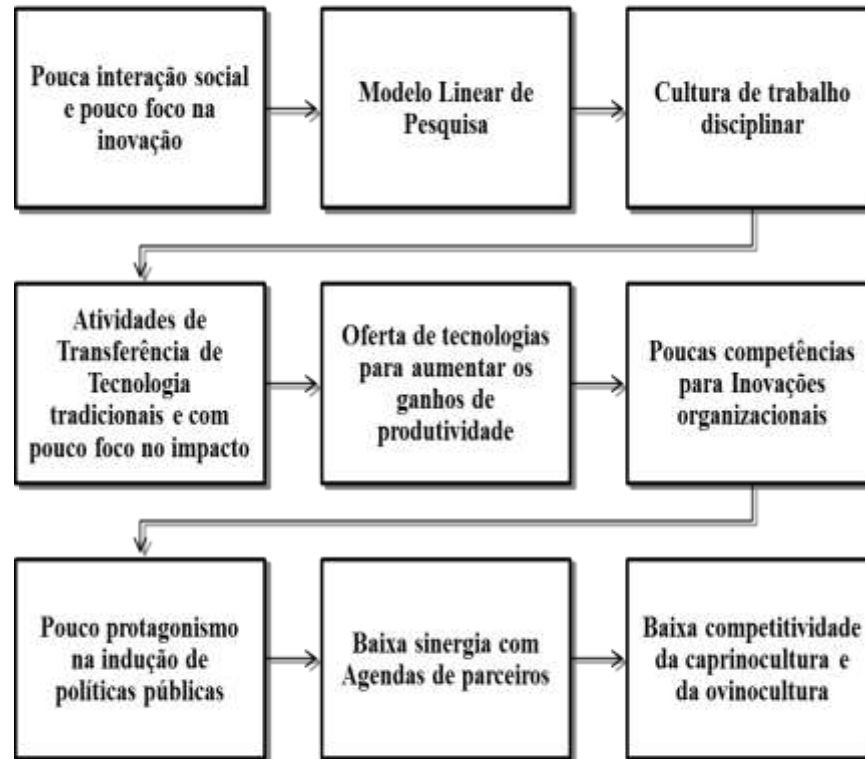 Pouca interação social
e pouco foco na
inovação
Modelo Linear de
Pesquisa
Cultura de trabalho
disciplinar
Atividades de
Transferência de
Tecnologia
tradicionais e com
pouco foco no impacto
Oferta de tecnologias
para aumentar os
ganhos de
produtividade
Poucas competências
para Inovações
organizacionais
Pouco protagonismo
na indução de
políticas públicas
Baixa sinergia com
Agendas de parceiros
Baixa competitividade
da caprinocultura e
da ovinocultura